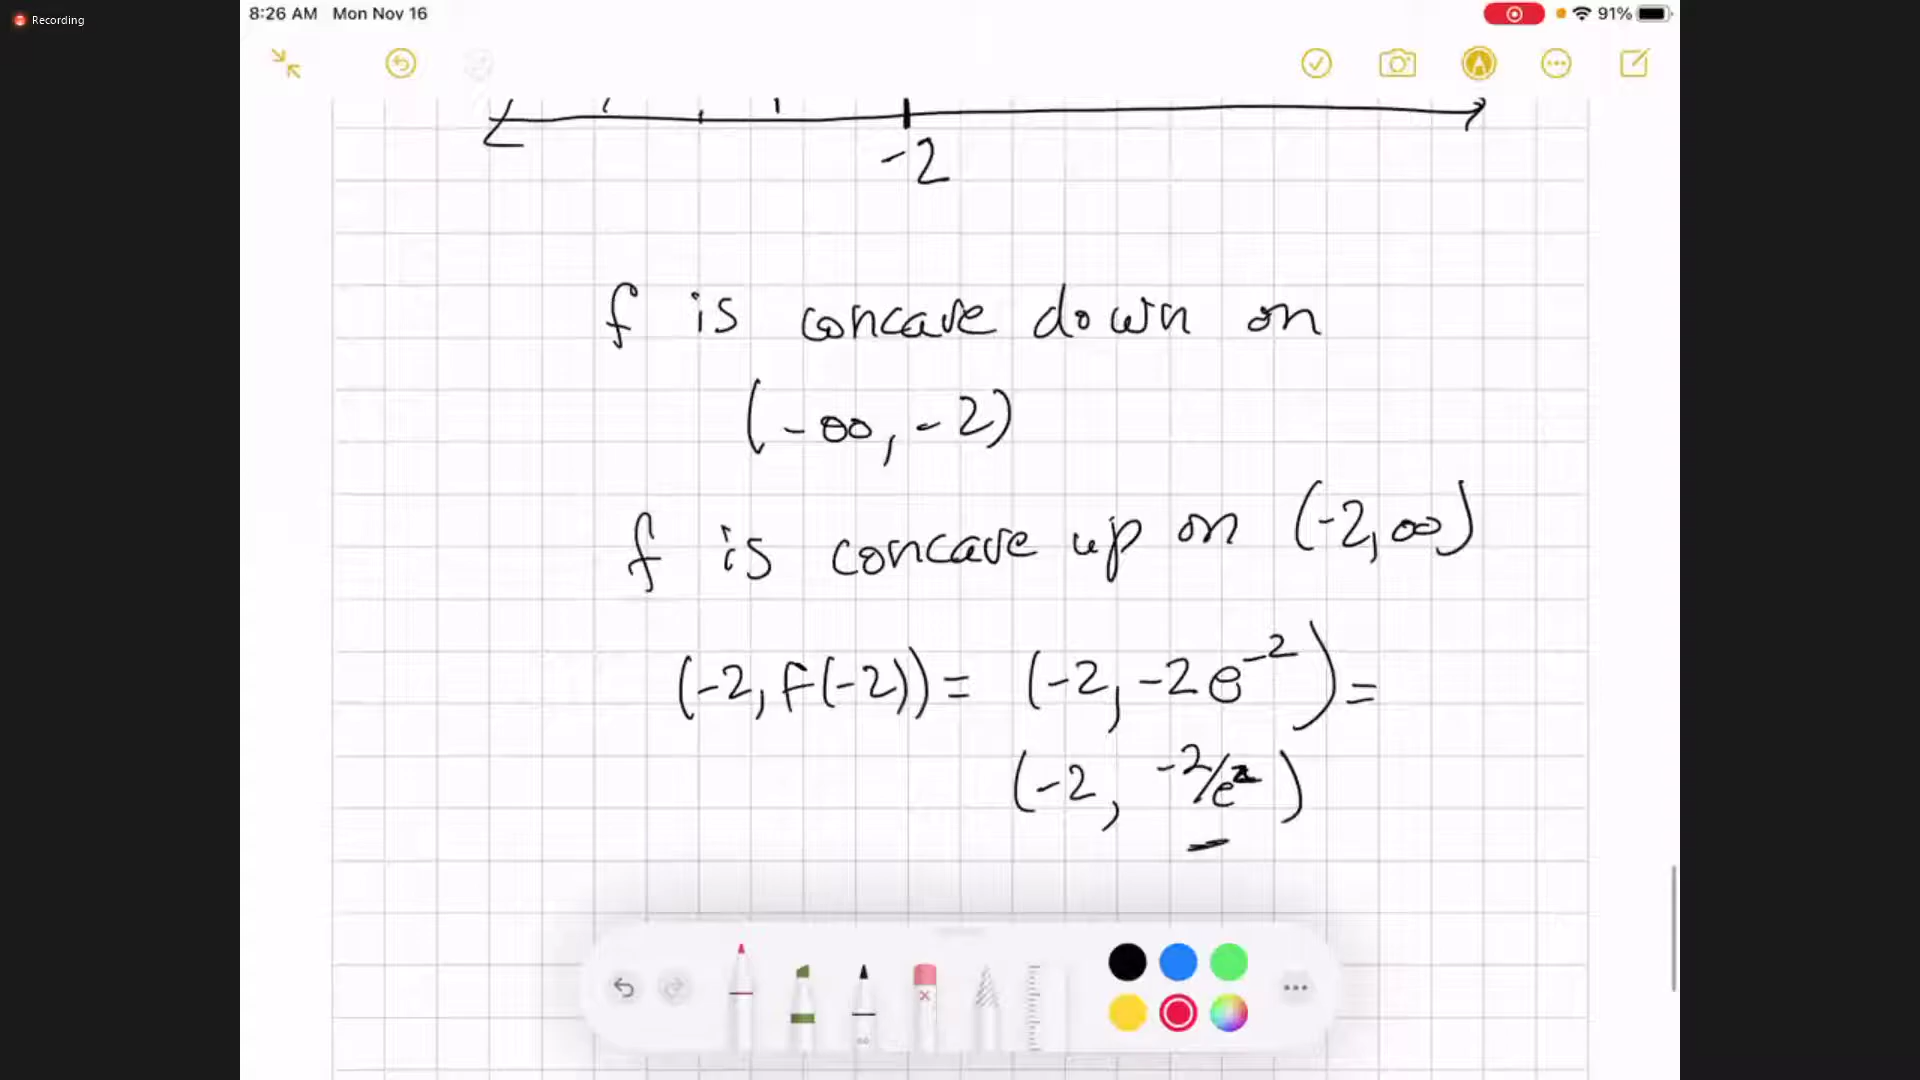 Recording
8:26 AM Mon Nov 16
91%
-2
f is concave down on
(-∞, -2)
f is concave up on (-2, ∞)
(-2, f(-2)) = (-2, -2e^{-2}) =
(-2, -2/e^2)